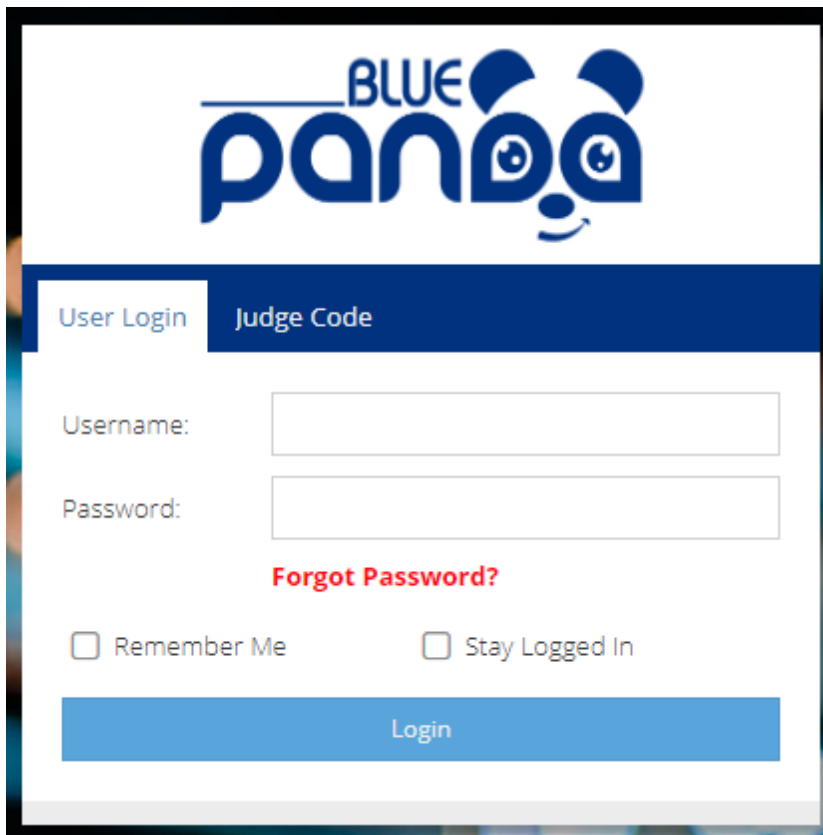 BLUE
panda
User Login Judge Code
Username:
Password:
Forgot Password?
Remember Me Stay Logged In
Login